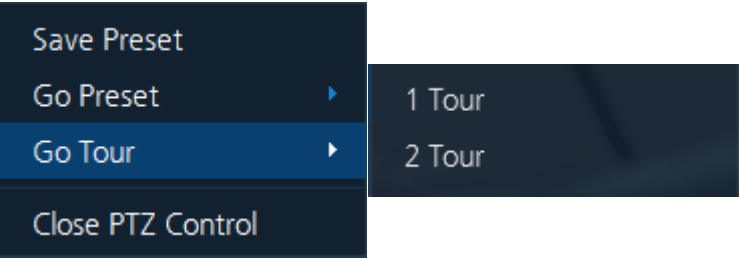 Save Preset
Go Preset
Go Tour
Close PTZ Control
1 Tour
2 Tour